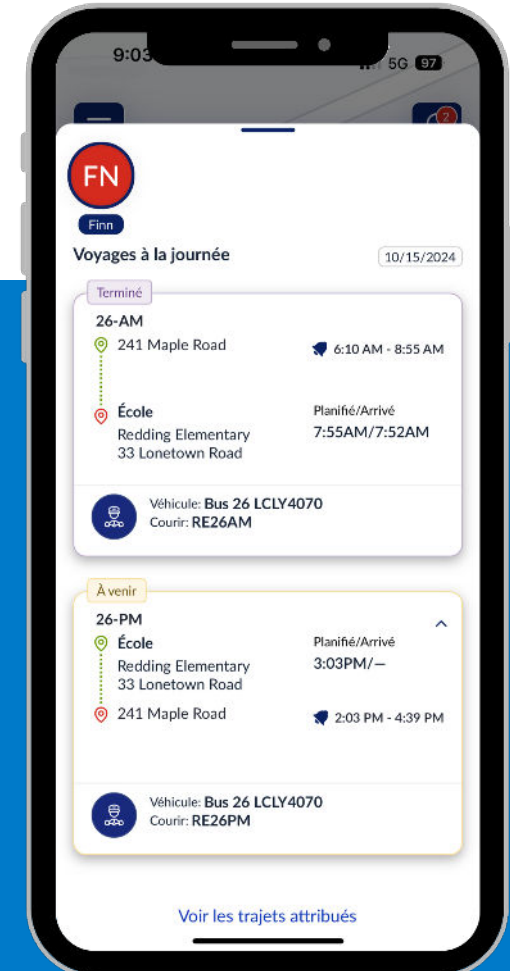 9:03
5G 97
2
FN
Finn
Voyages à la journée
10/15/2024
Terminé
26-AM
241 Maple Road
6:10 AM - 8:55 AM
École
Planifié/Arrivé
Redding Elementary
7:55AM/7:52AM
33 Lonetown Road
Véhicule: Bus 26 LCLY4070
Courir: RE26AM
À venir
26-PM
École
Planifié/Arrivé
Redding Elementary
3:03PM/—
33 Lonetown Road
241 Maple Road
2:03 PM - 4:39 PM
Véhicule: Bus 26 LCLY4070
Courir: RE26PM
Voir les trajets attribués